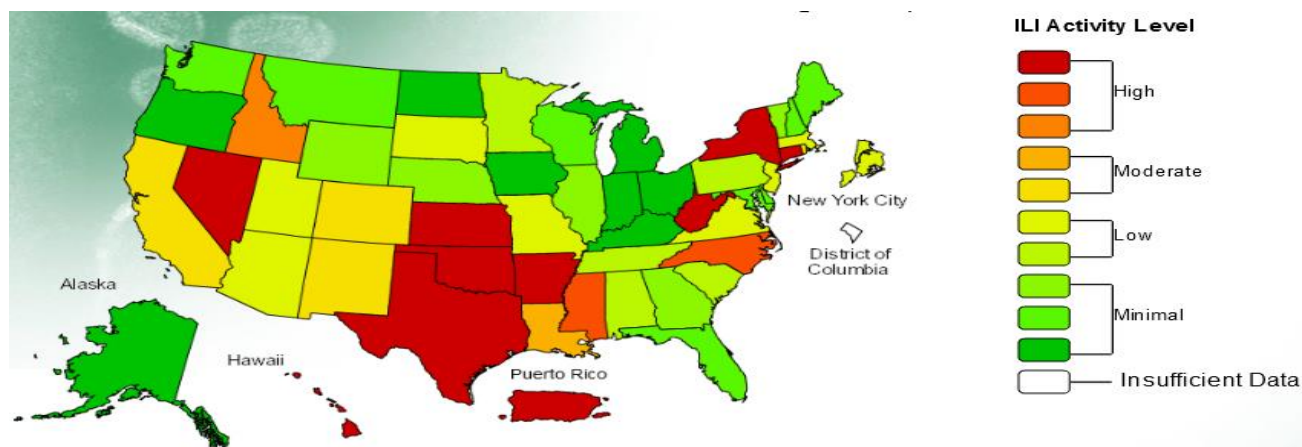 ILI Activity Level
High
Moderate
New York City
Low
District of
Columbia
Alaska
Minimal
Hawaii
Puerto Rico
Insufficient Data